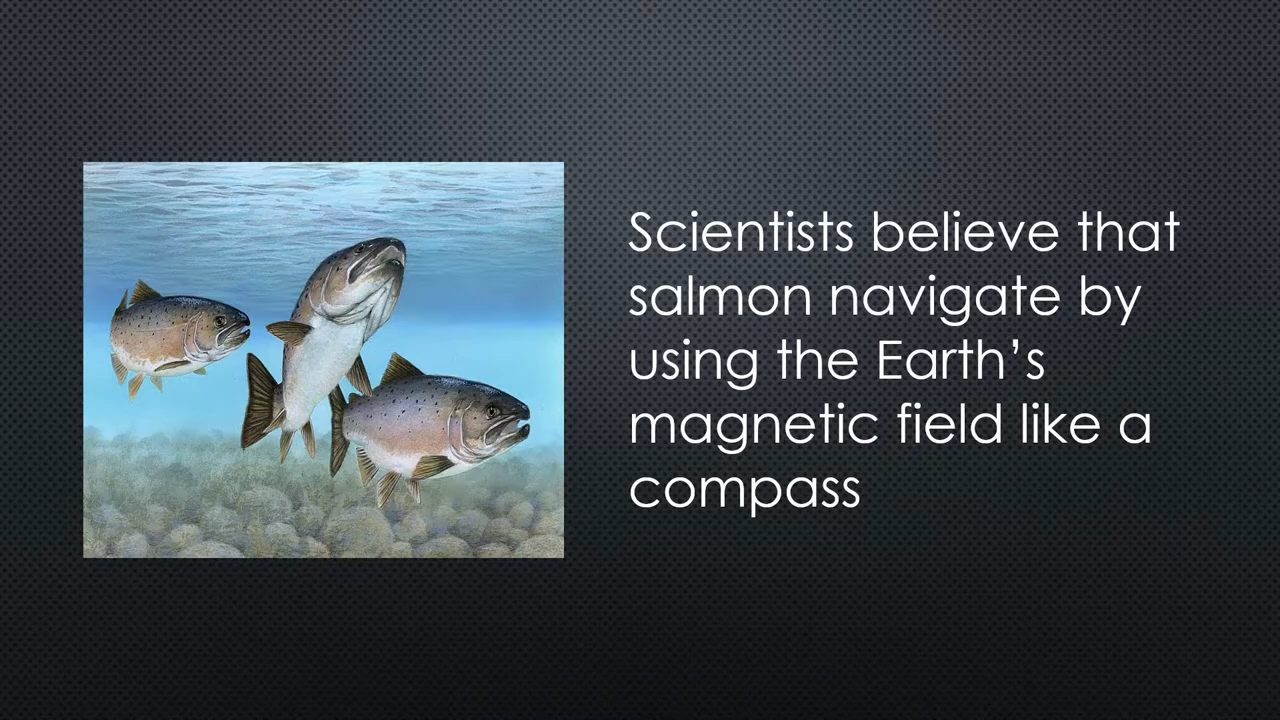 Scientists believe that
salmon navigate by
using the Earth’s
magnetic field like a
compass